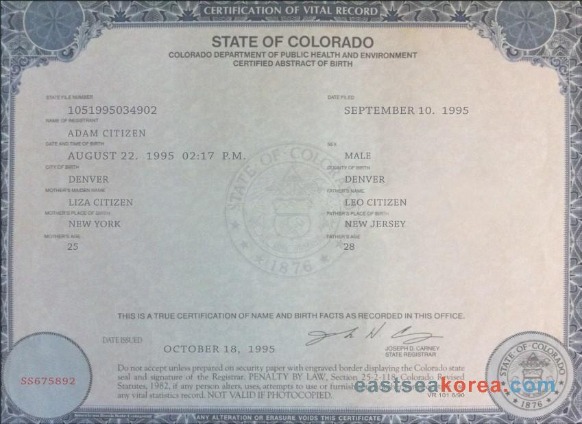 CERTIFICATION OF VITAL RECORD
STATE OF COLORADO
COLORADO DEPARTMENT OF PUBLIC HEALTH AND ENVIRONMENT
CERTIFIED ABSTRACT OF BIRTH
STATE FILE NUMBER DATE FILED
1051995034902 SEPTEMBER 10. 1995
NAME OF REGISTRANT
ADAM CITIZEN
DATE AND TIME OF BIRTH SEX
AUGUST 22. 1995 02:17 P.M. MALE
CITY OF BIRTH COUNTY OF BIRTH
DENVER DENVER
MOTHER'S MAIDEN NAME FATHER'S NAME
LIZA CITIZEN LEO CITIZEN
MOTHER'S PLACE OF BIRTH FATHER'S PLACE OF BIRTH
NEW YORK NEW JERSEY
MOTHER'S AGE FATHER'S AGE
25 28
STATE OF COLORADO
1876
THIS IS A TRUE CERTIFICATION OF NAME AND BIRTH FACTS AS RECORDED IN THIS OFFICE.
DATE ISSUED
OCTOBER 18, 1995
JOSEPH D. CARNEY
STATE REGISTRAR
Do not accept unless prepared on security paper with engraved border displaying the Colorado state
seal and signature of the Registrar. PENALTY BY LAW, Section 25-2-118, Colorado Revised
Statutes, 1982, if any person alters, uses, attempts to use or furnish
any vital statistics record. NOT VALID IF PHOTOCOPIED.
VR 101 5/90
SS675892
STATE OF COLORADO
1876
eastseakorea.com
ANY ALTERATION OR ERASURE VOIDS THIS CERTIFICATE